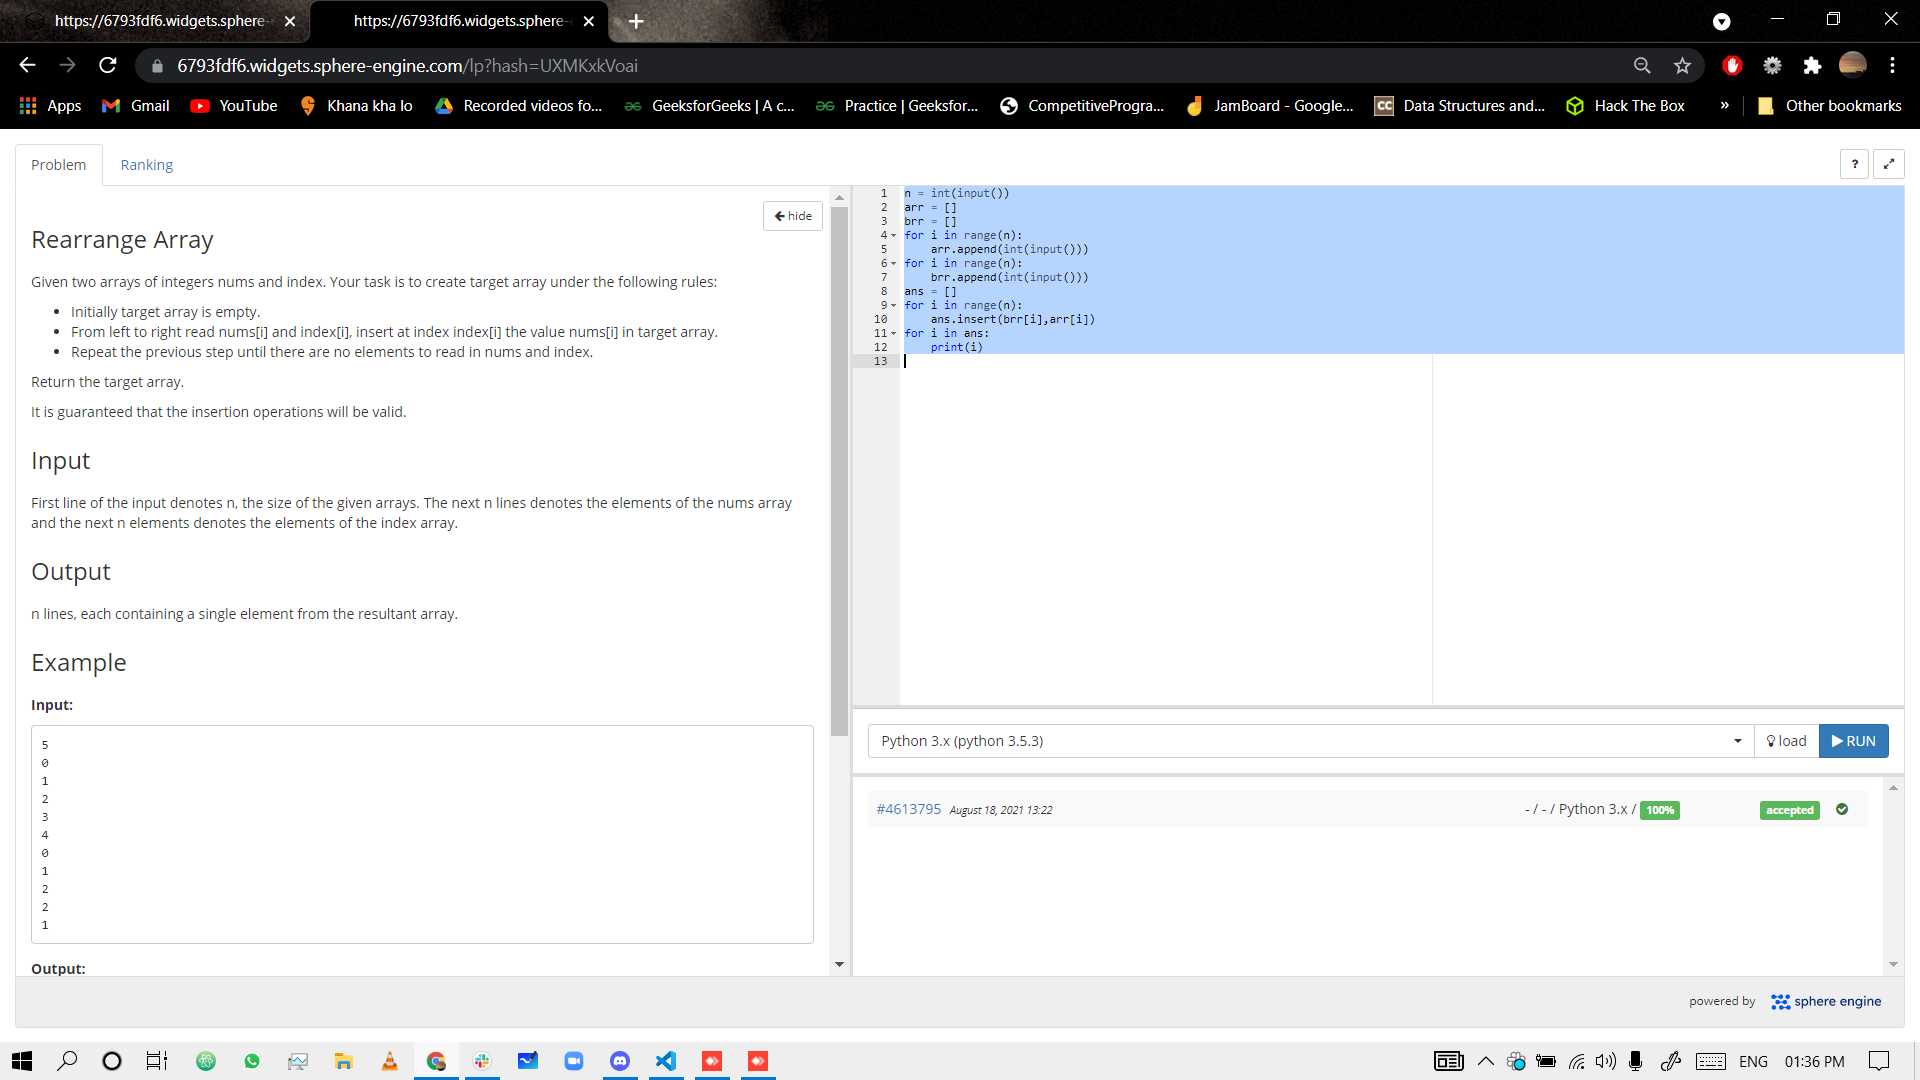 https://6793fdf6.widgets.sphere-
https://6793fdf6.widgets.sphere-
6793fdf6.widgets.sphere-engine.com/lp?hash=UXMKxkVoai
Apps Gmail YouTube Khana kha lo Recorded videos fo... GeeksforGeeks | A c... Practice | Geeksfor... CompetitivePrograa... JamBoard - Google... CC Data Structures and... Hack The Box » Other bookmarks
Problem Ranking ?
hide
Rearrange Array
Given two arrays of integers nums and index. Your task is to create target array under the following rules:
Initially target array is empty.
From left to right read nums[i] and index[i], insert at index index[i] the value nums[i] in target array.
Repeat the previous step until there are no elements to read in nums and index.
Return the target array.
It is guaranteed that the insertion operations will be valid.
Input
First line of the input denotes n, the size of the given arrays. The next n lines denotes the elements of the nums array
and the next n elements denotes the elements of the index array.
Output
n lines, each containing a single element from the resultant array.
Example
Input:
5
0
1
2
3
4
0
1
2
2
1
Output:
1 n = int(input())
2 arr = []
3 brr = []
4 for i in range(n):
5 arr.append(int(input()))
6 for i in range(n):
7 brr.append(int(input()))
8 ans = []
9 for i in range(n):
10 ans.insert(brr[i],arr[i])
11 for i in ans:
12 print(i)
13
Python 3.x (python 3.5.3) load RUN
#4613795 August 18, 2021 13:22 - / - / Python 3.x / 100% accepted
powered by sphere engine
ENG 01:36 PM